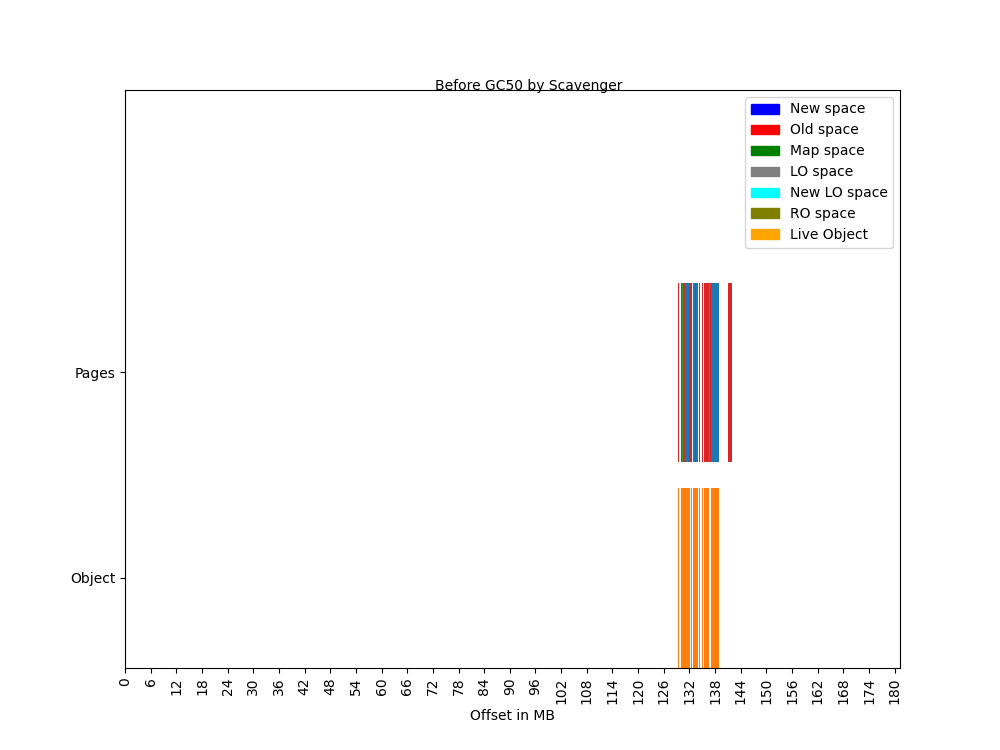 Before GC50 by Scavenger
New space
Old space
Map space
LO space
New LO space
RO space
Live Object
Pages
Object
0 6 12 18 24 30 36 42 48 54 60 66 72 78 84 90 96 102 108 114 120 126 132 138 144 150 156 162 168 174 180
Offset in MB